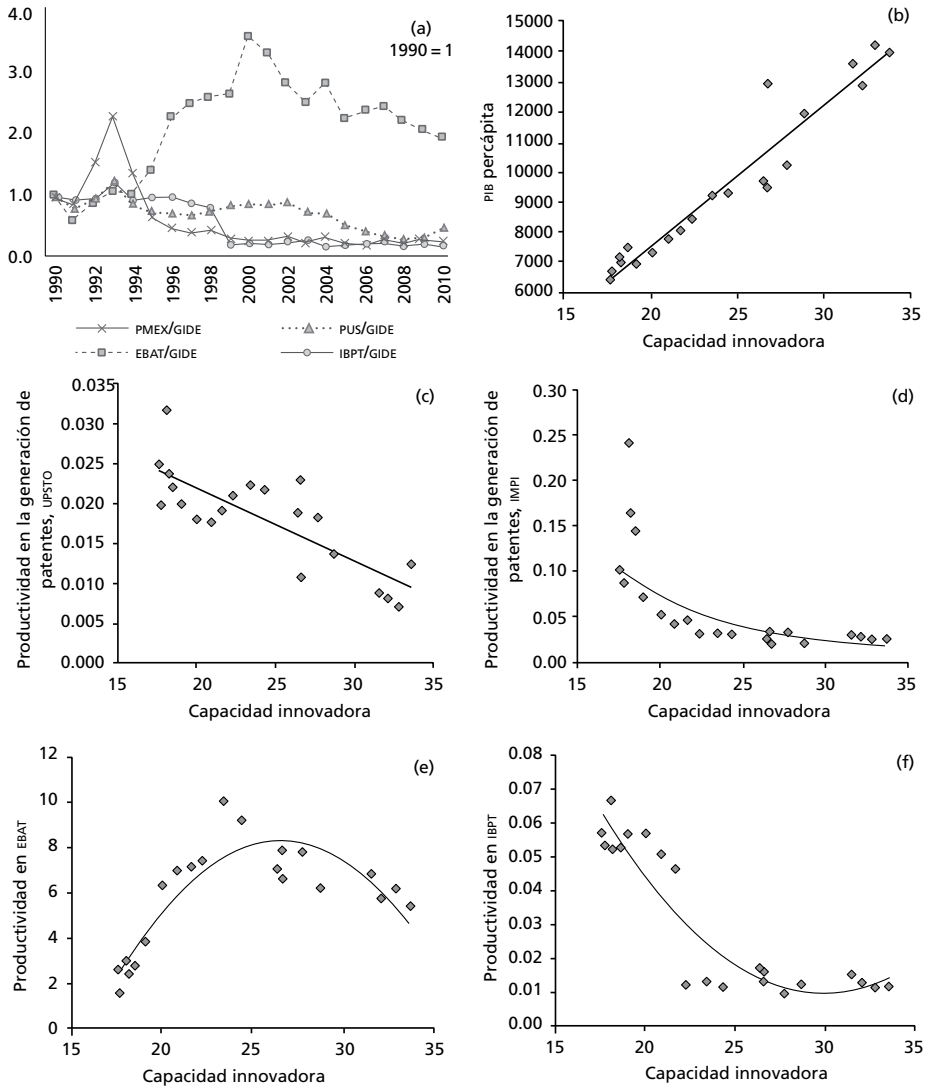 4.0
3.0
2.0
1.0
0.0
(a)
1990 = 1
1990
1992
1994
1996
1998
2000
2002
2004
2006
2008
2010
PMEX/GIDE
PUS/GIDE
EBAT/GIDE
IBPT/GIDE
(b)
PIB percápita
15000
14000
13000
12000
11000
10000
9000
8000
7000
6000
15 20 25 30 35
Capacidad innovadora
(c)
Productividad en la generación de
patentes, UPSTO
0.035
0.030
0.025
0.020
0.015
0.010
0.005
0.000
15 20 25 30 35
Capacidad innovadora
(d)
Productividad en la generación de
patentes, IMPI
0.30
0.25
0.20
0.15
0.10
0.05
0.00
15 20 25 30 35
Capacidad innovadora
(e)
Productividad en EBAT
12
10
8
6
4
2
0
15 20 25 30 35
Capacidad innovadora
(f)
Productividad en IBPT
0.08
0.07
0.06
0.05
0.04
0.03
0.02
0.01
0.00
15 20 25 30 35
Capacidad innovadora